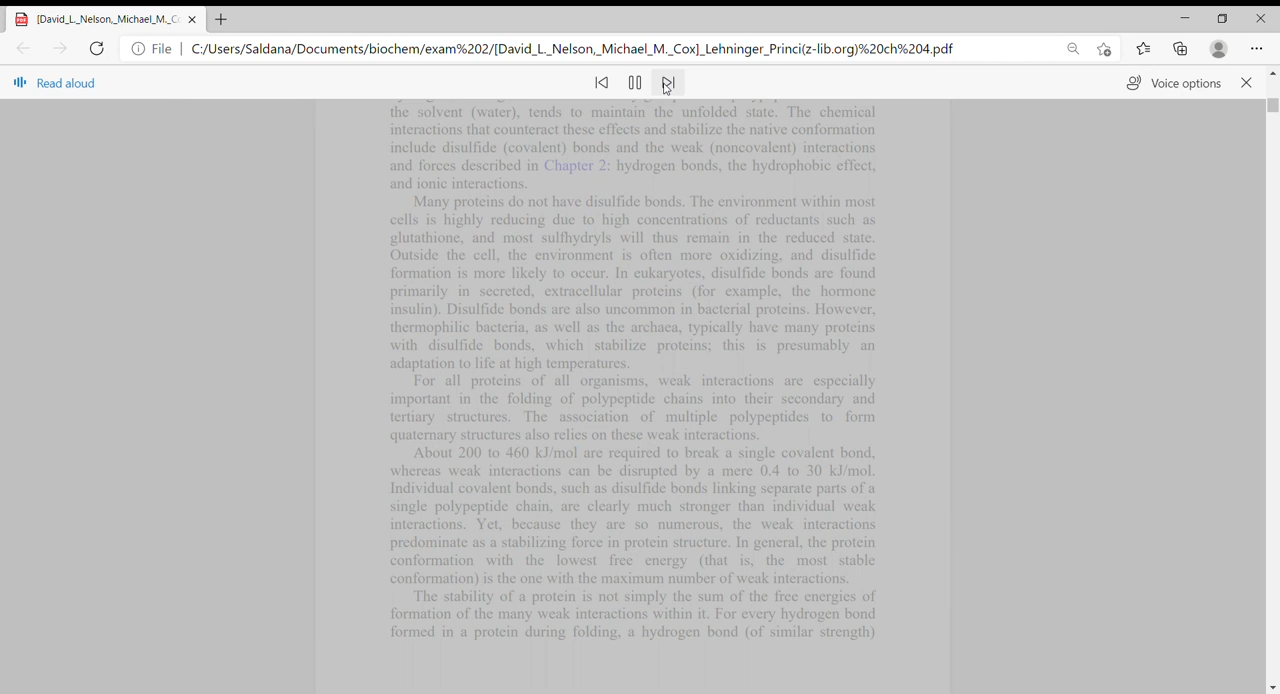 [David_L._Nelson,_Michael_M._Co
File
C:/Users/Saldana/Documents/biochem/exam%202/[David_L._Nelson,_Michael_M._Cox]_Lehninger_Princi(z-lib.org)%20ch%204.pdf
Read aloud
Voice options
the solvent (water), tends to maintain the unfolded state. The chemical
interactions that counteract these effects and stabilize the native conformation
include disulfide (covalent) bonds and the weak (noncovalent) interactions
and forces described in Chapter 2: hydrogen bonds, the hydrophobic effect,
and ionic interactions.
Many proteins do not have disulfide bonds. The environment within most
cells is highly reducing due to high concentrations of reductants such as
glutathione, and most sulfhydryls will thus remain in the reduced state.
Outside the cell, the environment is often more oxidizing, and disulfide
formation is more likely to occur. In eukaryotes, disulfide bonds are found
primarily in secreted, extracellular proteins (for example, the hormone
insulin). Disulfide bonds are also uncommon in bacterial proteins. However,
thermophilic bacteria, as well as the archaea, typically have many proteins
with disulfide bonds, which stabilize proteins; this is presumably an
adaptation to life at high temperatures.
For all proteins of all organisms, weak interactions are especially
important in the folding of polypeptide chains into their secondary and
tertiary structures. The association of multiple polypeptides to form
quaternary structures also relies on these weak interactions.
About 200 to 460 kJ/mol are required to break a single covalent bond,
whereas weak interactions can be disrupted by a mere 0.4 to 30 kJ/mol.
Individual covalent bonds, such as disulfide bonds linking separate parts of a
single polypeptide chain, are clearly much stronger than individual weak
interactions. Yet, because they are so numerous, the weak interactions
predominate as a stabilizing force in protein structure. In general, the protein
conformation with the lowest free energy (that is, the most stable
conformation) is the one with the maximum number of weak interactions.
The stability of a protein is not simply the sum of the free energies of
formation of the many weak interactions within it. For every hydrogen bond
formed in a protein during folding, a hydrogen bond (of similar strength)